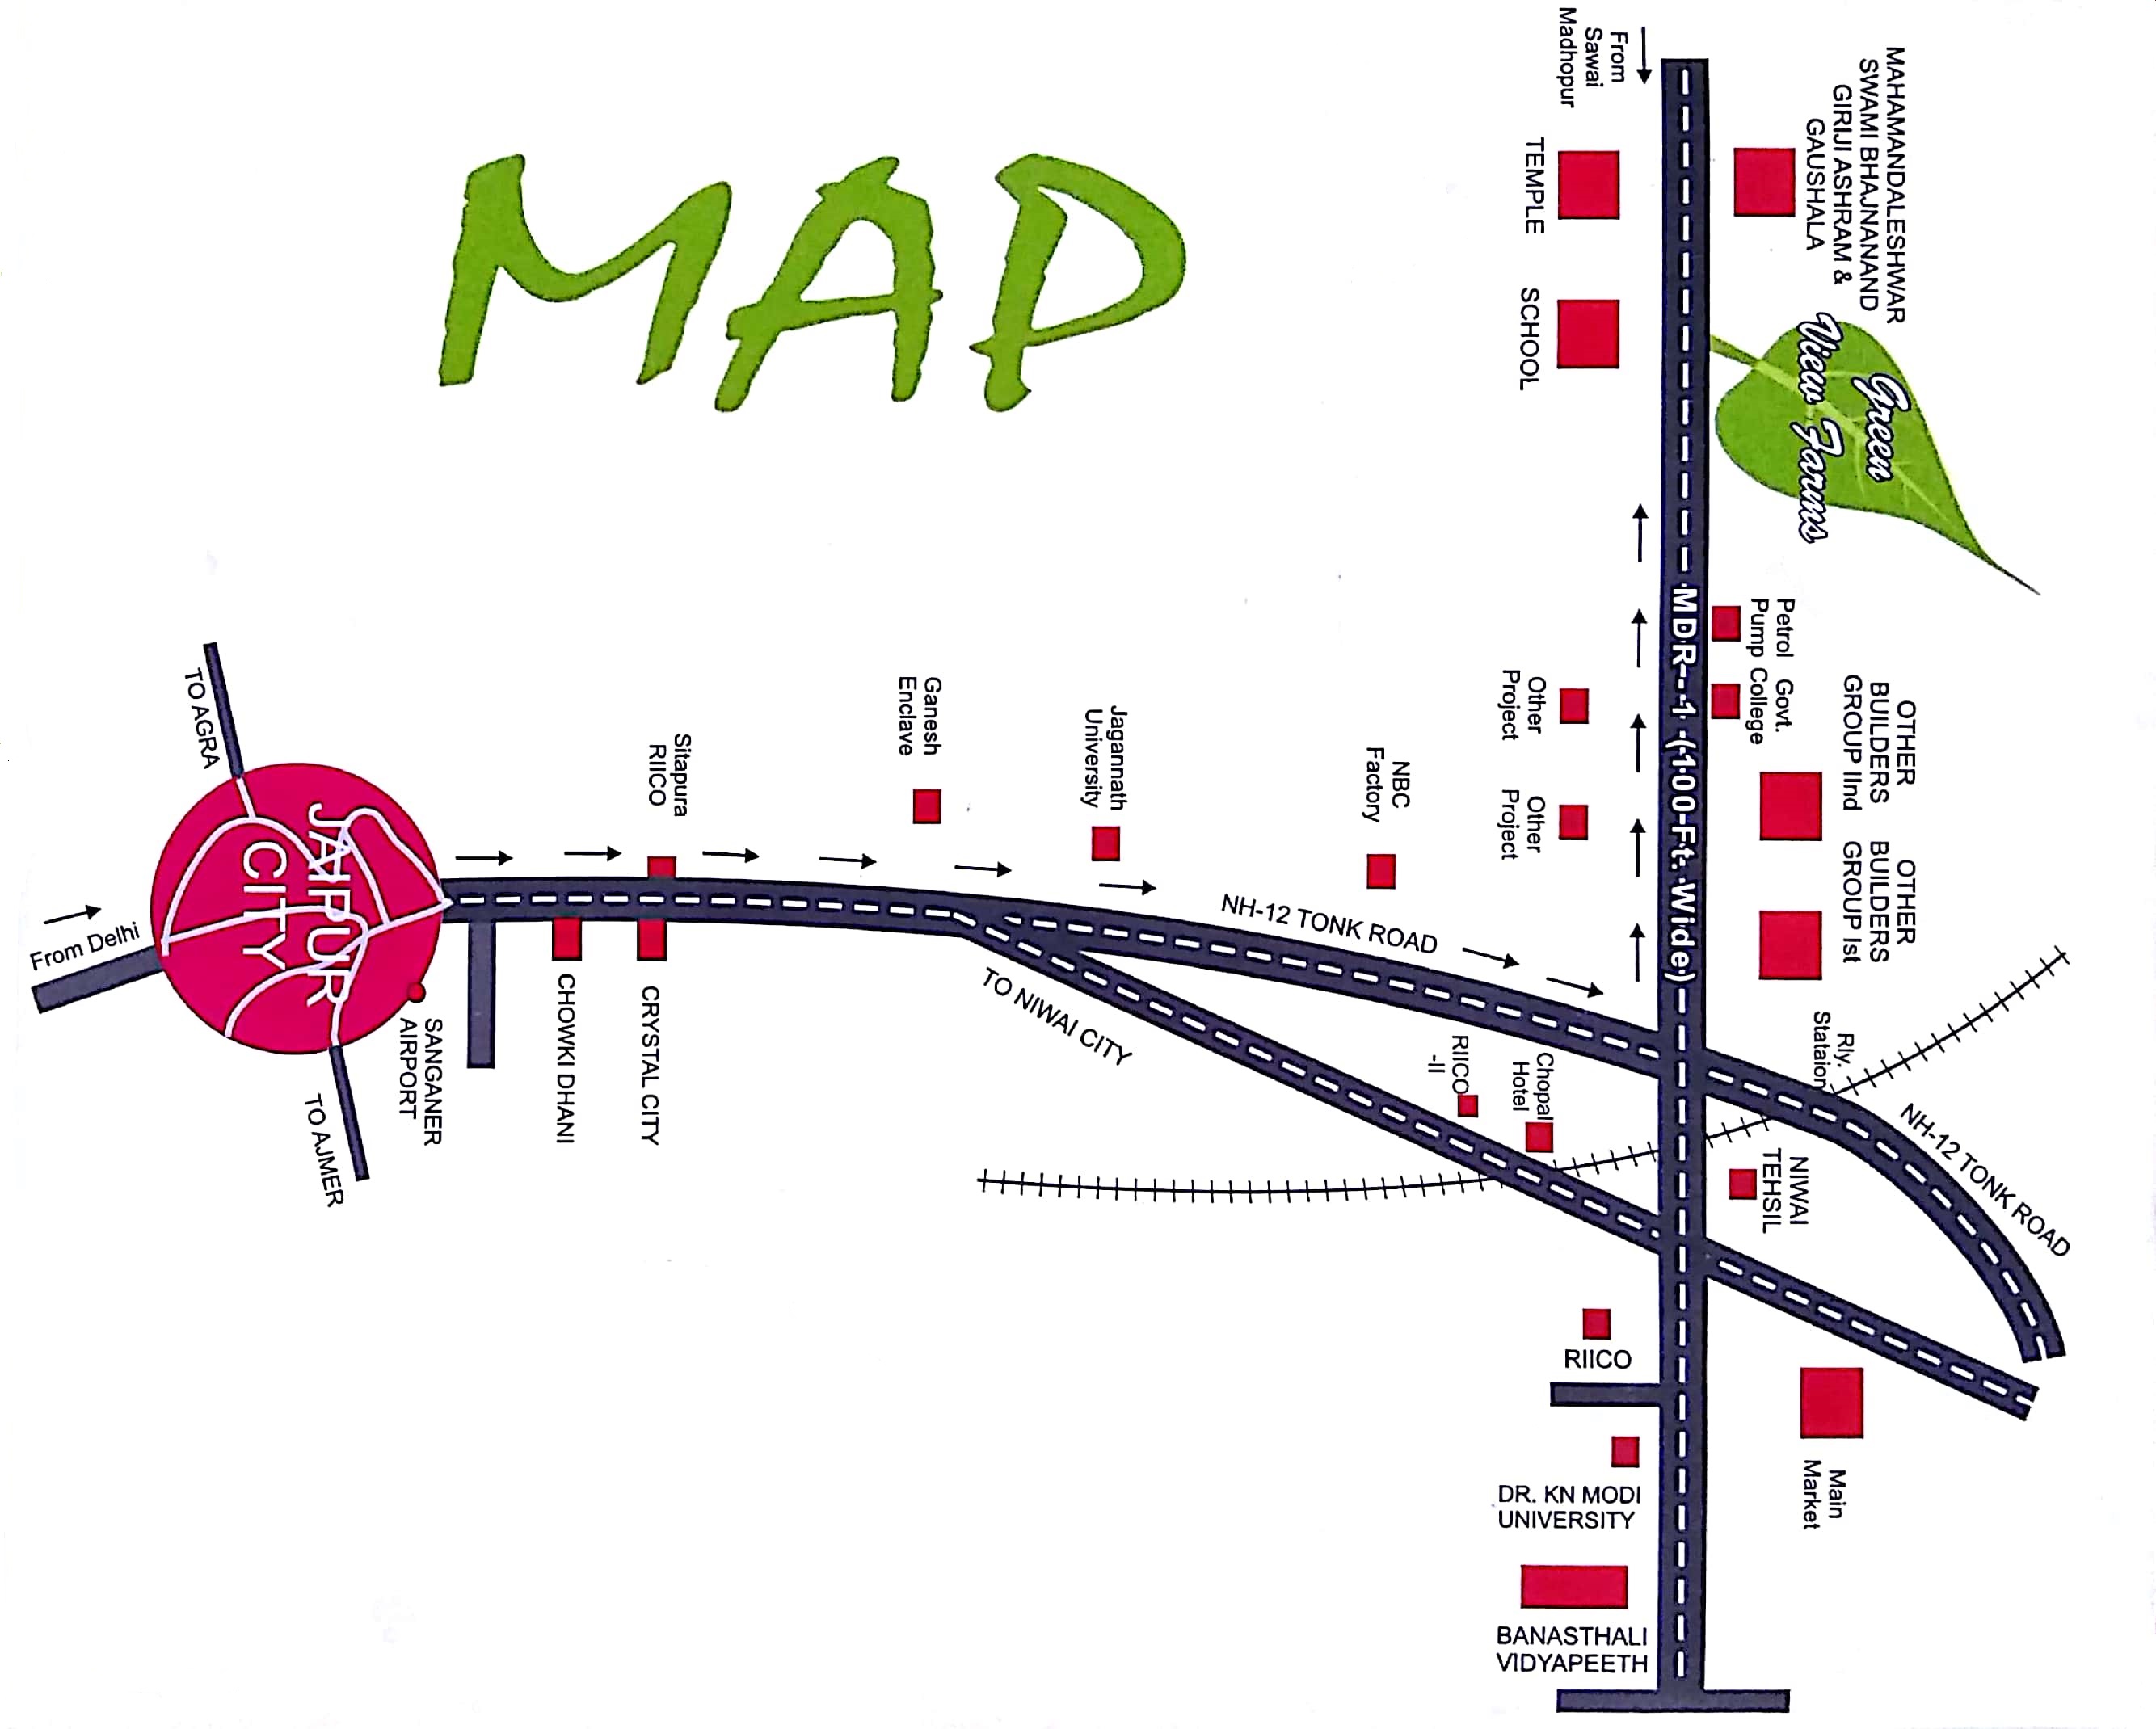 MAP
From
Sawai
Madhopur
TEMPLE
SCHOOL
MAHAMANDALESHWAR
SWAMI BHAJNANAND
GIRIJI ASHRAM &
GAUSHALA
Green
View Farms
MDR-1 (100 Ft. Wide)
Petrol
Pump
Govt.
College
OTHER
BUILDERS
GROUP IInd
OTHER
BUILDERS
GROUP Ist
Other
Project
Other
Project
TO AGRA
JAIPUR
CITY
From Delhi
TO AJMER
SANGANER
AIRPORT
Sitapura
RIICO
CHOWKI DHANI
CRYSTAL CITY
Ganesh
Enclave
Jagannath
University
NBC
Factory
NH-12 TONK ROAD
TO NIWAI CITY
RIICO
-II
Chopal
Hotel
Rly.
Stataion
NH-12 TONK ROAD
NIWAI
TEHSIL
RIICO
Main
Market
DR. KN MODI
UNIVERSITY
BANASTHALI
VIDYAPEETH